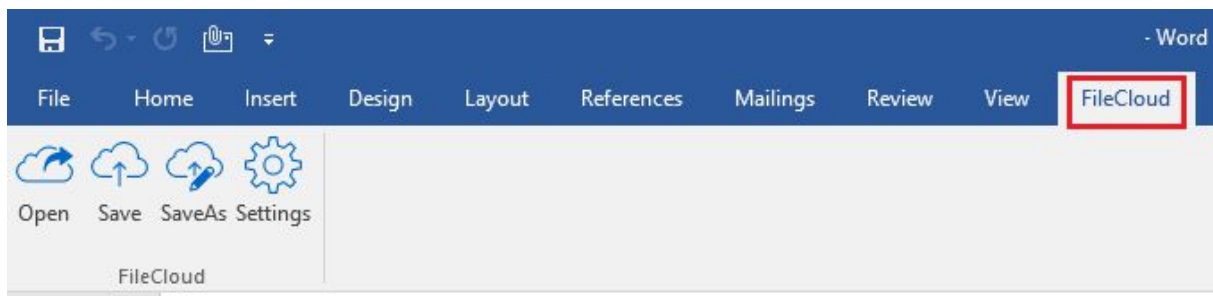 - Word
File Home Insert Design Layout References Mailings Review View FileCloud
Open Save SaveAs Settings
FileCloud